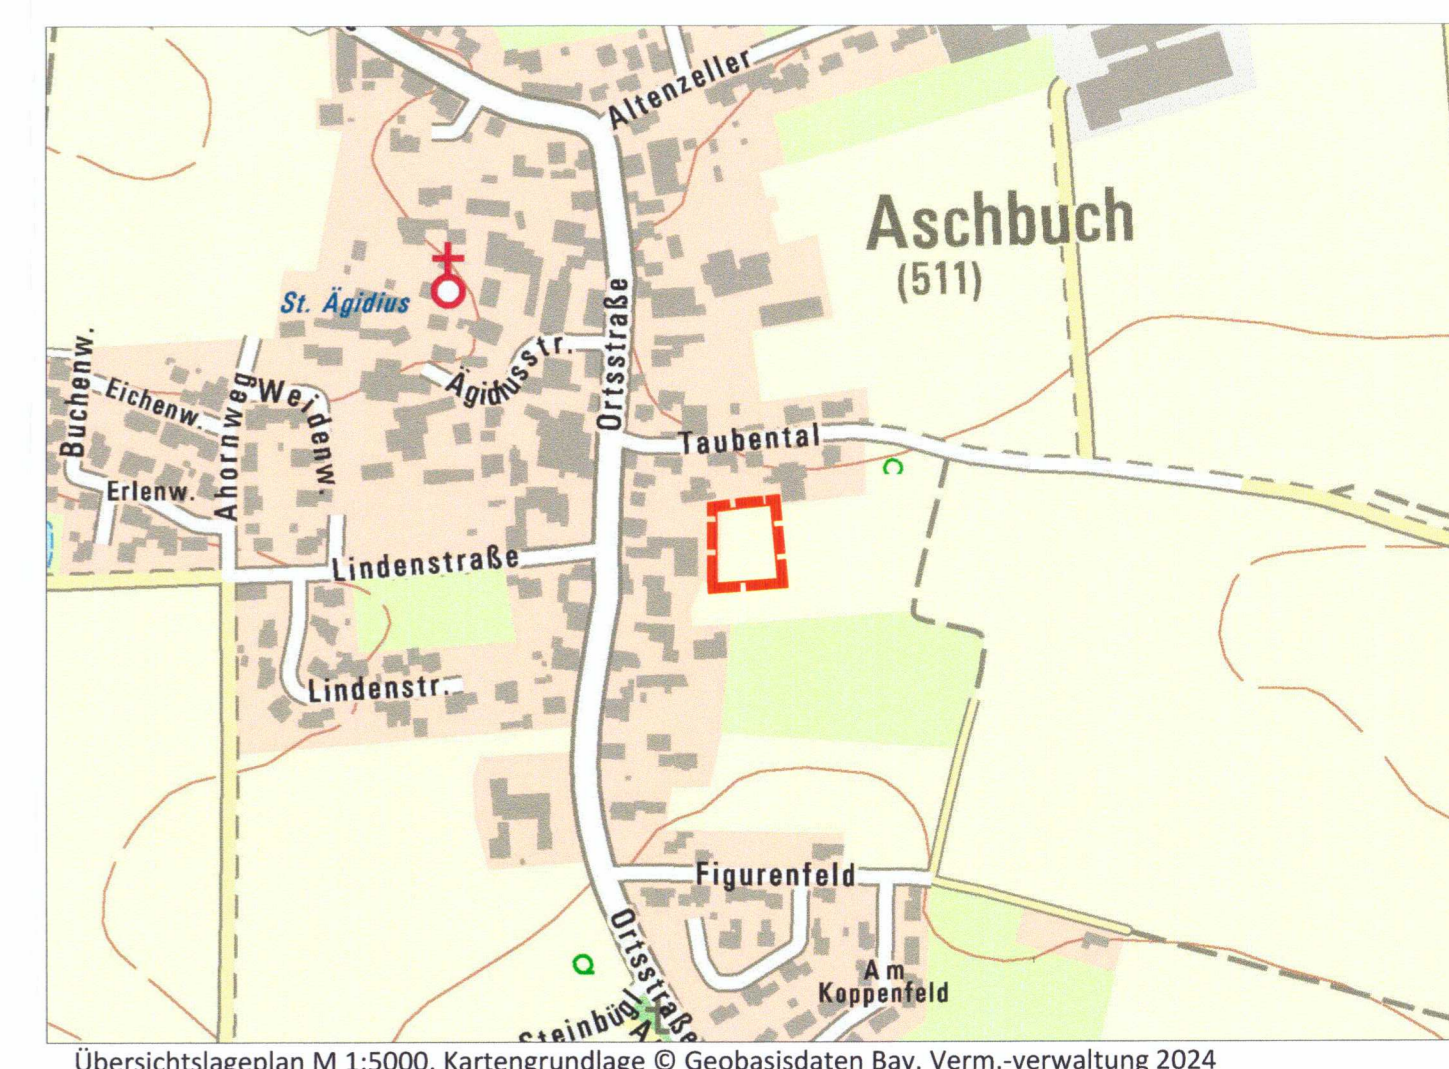 Altenzeller
Aschbuch
(511)
St. Ägidius
Ortsstraße
Ägidiusstr.
Buchenw.
Eichenw.
Ahornweg
Weidenw.
Taubental
Erlenw.
Lindenstraße
Lindenstr.
Figurenfeld
Ortsstraße
Am
Koppenfeld
Steinbügl
Übersichtslageplan M 1:5000, Kartengrundlage © Geobasisdaten Bay. Verm.-verwaltung 2024